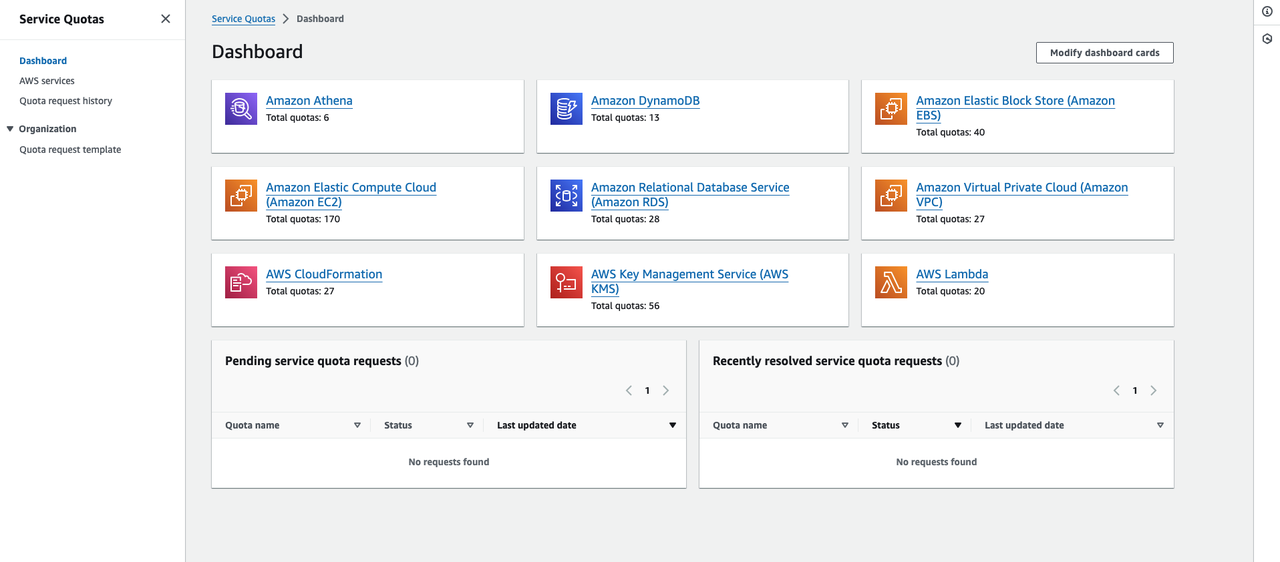 Service Quotas
Dashboard
AWS services
Quota request history
Organization
Quota request template
Service Quotas
Dashboard
Dashboard
Modify dashboard cards
Amazon Athena
Total quotas: 6
Amazon DynamoDB
Total quotas: 13
Amazon Elastic Block Store (Amazon
EBS)
Total quotas: 40
Amazon Elastic Compute Cloud
(Amazon EC2)
Total quotas: 170
Amazon Relational Database Service
(Amazon RDS)
Total quotas: 28
Amazon Virtual Private Cloud (Amazon
VPC)
Total quotas: 27
AWS CloudFormation
Total quotas: 27
AWS Key Management Service (AWS
KMS)
Total quotas: 56
AWS Lambda
Total quotas: 20
Pending service quota requests (0)
1
Quota name Status Last updated date
No requests found
Recently resolved service quota requests (0)
1
Quota name Status Last updated date
No requests found